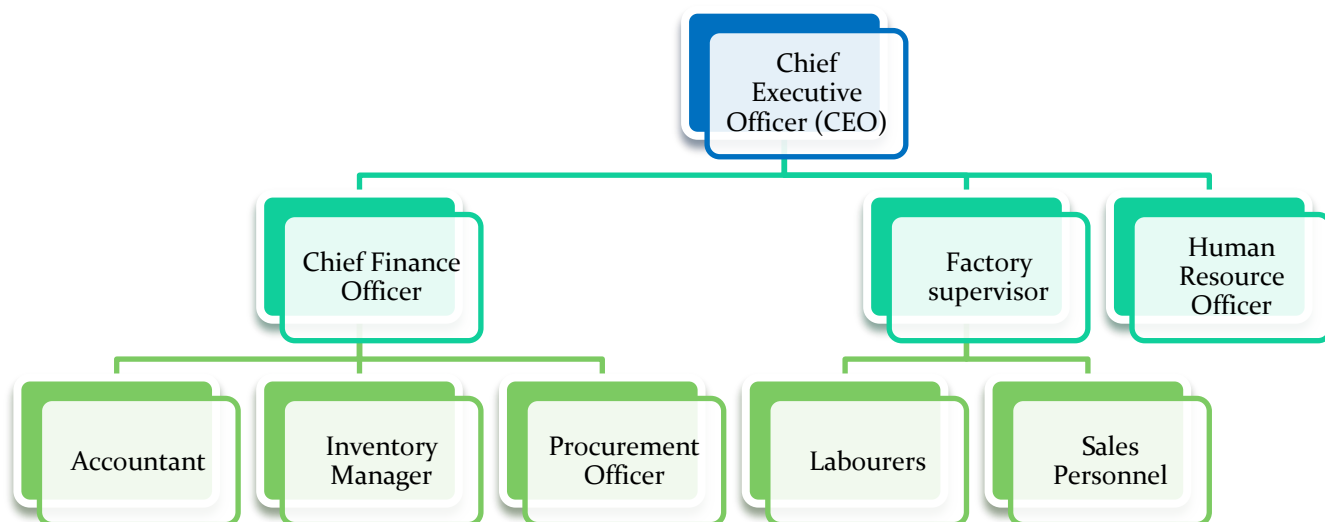 Chief
Executive
Officer (CEO)
Chief Finance
Officer
Factory
supervisor
Human
Resource
Officer
Accountant
Inventory
Manager
Procurement
Officer
Labourers
Sales
Personnel